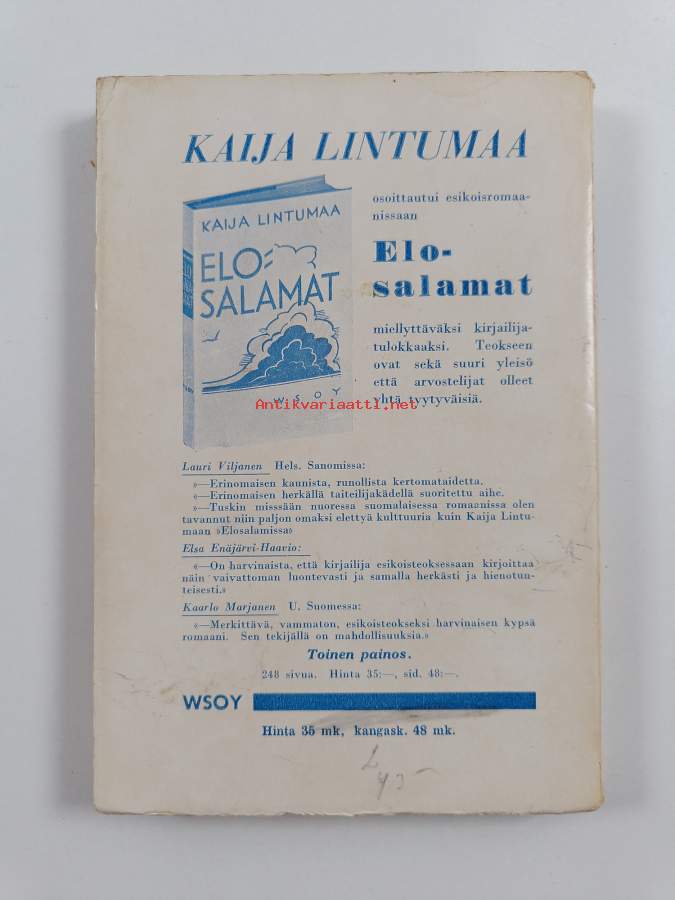 KAIJA LINTUMAA
KAIJA LINTUMAA
ELO=
SALAMAT
WSOY
osoittautui esikoisromaa-
nissaan
Elo-
salamat
miellyttäväksi kirjailija-
tulokkaaksi. Teokseen
ovat sekä suuri yleisö
että arvostelijat olleet
yhtä tyytyväisiä.
Antikvariaatti.net
Lauri Viljanen Hels. Sanomissa:
»—Erinomaisen kaunista, runollista kertomataidetta.
»—Erinomaisen herkällä taiteilijakädellä suoritettu aihe.
»—Tuskin misssään nuoressa suomalaisessa romaanissa olen
tavannut niin paljon omaksi elettyä kulttuuria kuin Kaija Lintu-
maan »Elosalamissa»
Elsa Enäjärvi-Haavio:
»—On harvinaista, että kirjailija esikoisteoksessaan kirjoittaa
näin vaivattoman luontevasti ja samalla herkästi ja hienotun-
teisesti.»
Kaarlo Marjanen U. Suomessa:
»—Merkittävä, vammaton, esikoisteokseksi harvinaisen kypsä
romaani. Sen tekijällä on mahdollisuuksia.»
Toinen painos.
248 sivua. Hinta 35:—, sid. 48:—.
WSOY
Hinta 35 mk, kangask. 48 mk.